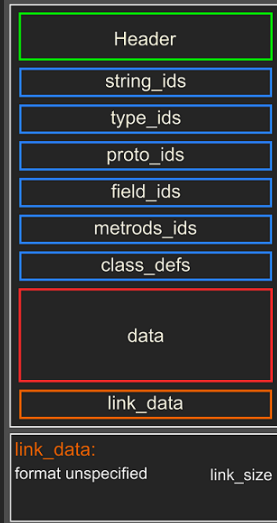 Header
string_ids
type_ids
proto_ids
field_ids
metrods_ids
class_defs
data
link_data
link_data:
format unspecified link_size